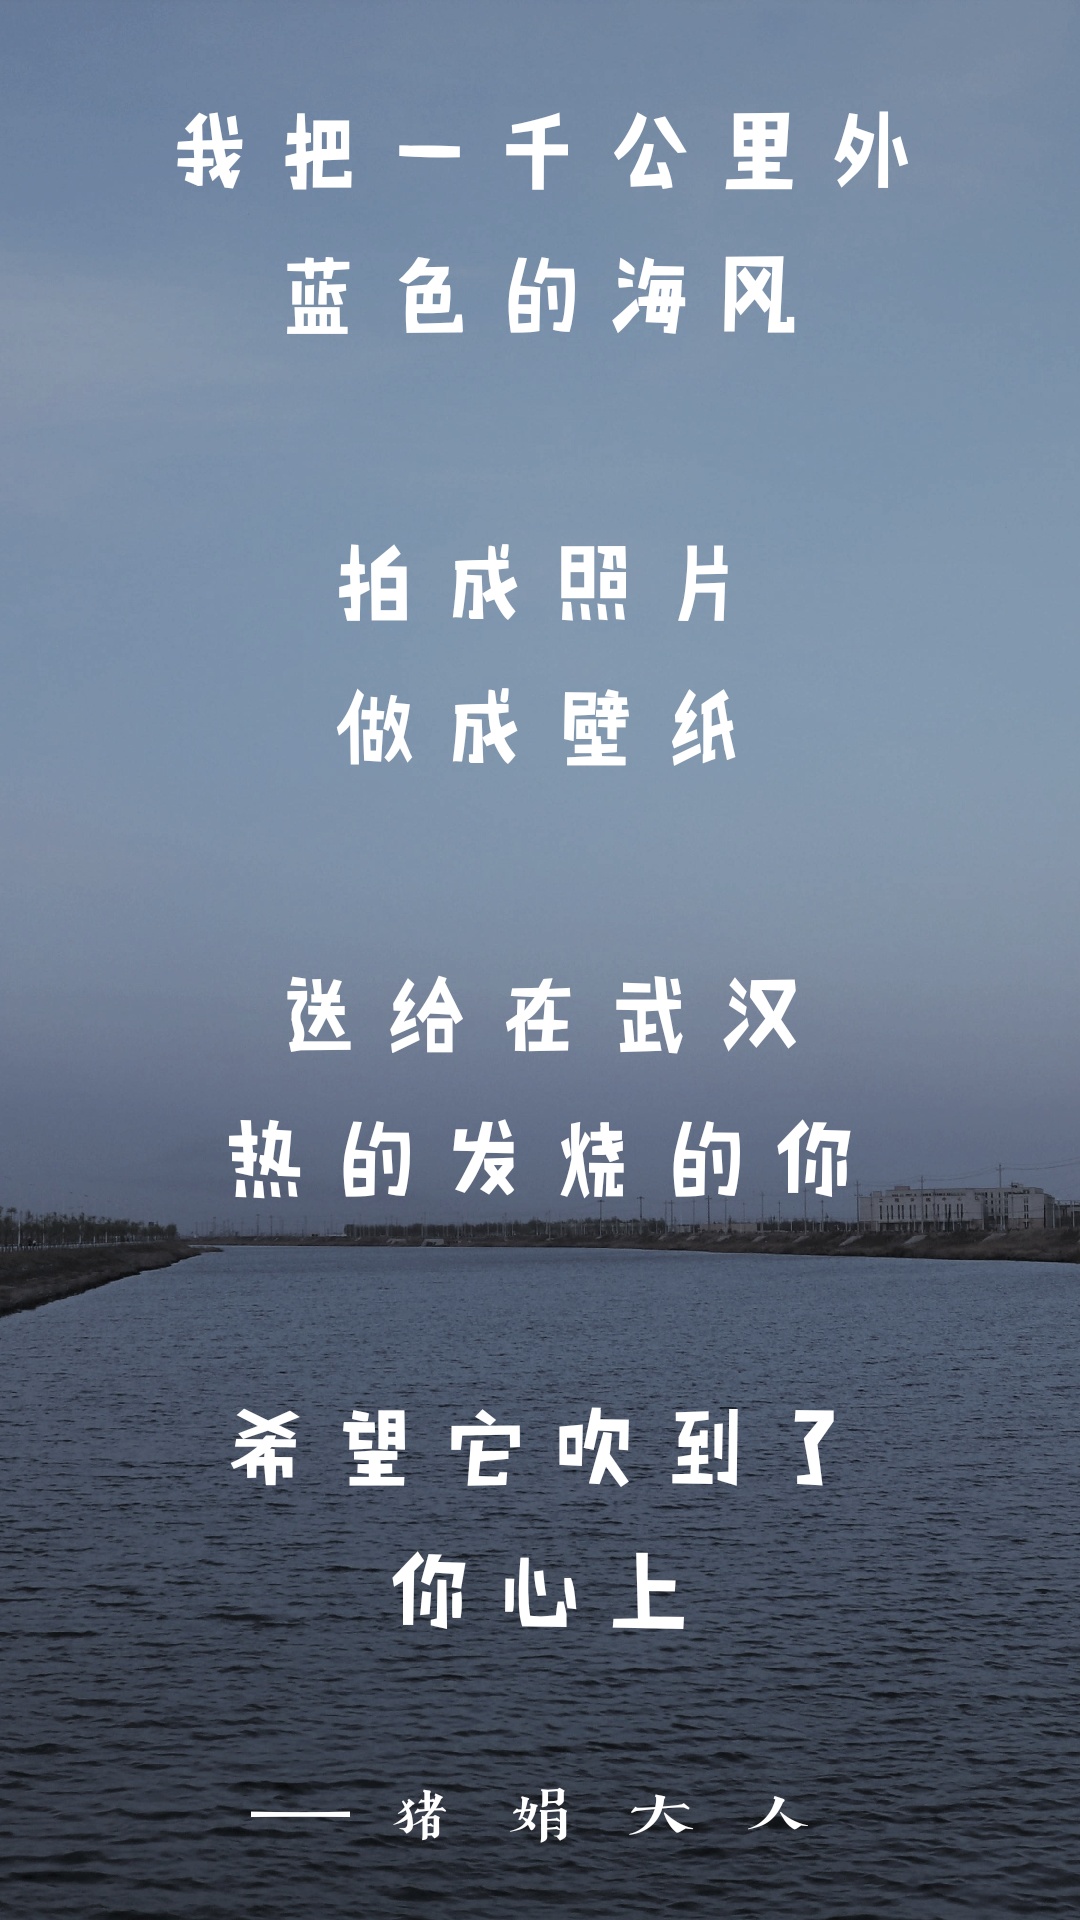 我把一千公里外
蓝色的海风
拍成照片
做成壁纸
送给在武汉
热的发烧的你
希望它吹到了
你心上
——猪娟大人